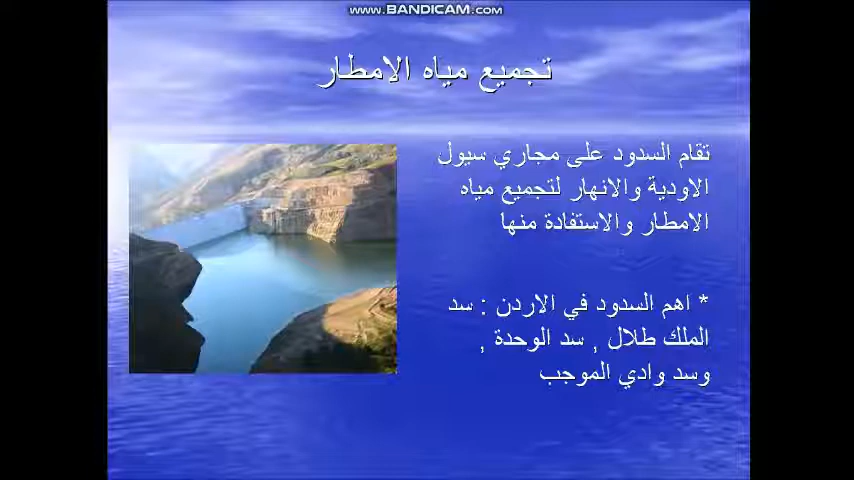 WWW.BANDICAM.COM
تجميع مياه الامطار
تقام السدود على مجاري سيول
الاودية والانهار لتجميع مياه
الامطار والاستفادة منها
* اهم السدود في الاردن : سد
الملك طلال , سد الوحدة ,
وسد وادي الموجب